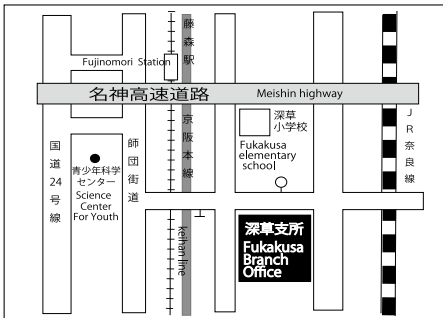 藤森駅
Fujinomori Station
名神高速道路
Meishin highway
国道24号線
師団街道
京阪本線
深草
小学校
Fukakusa
elementary
school
JR奈良線
青少年科学
センター
Science
Center
For Youth
keihan line
深草支所
Fukakusa
Branch
Office